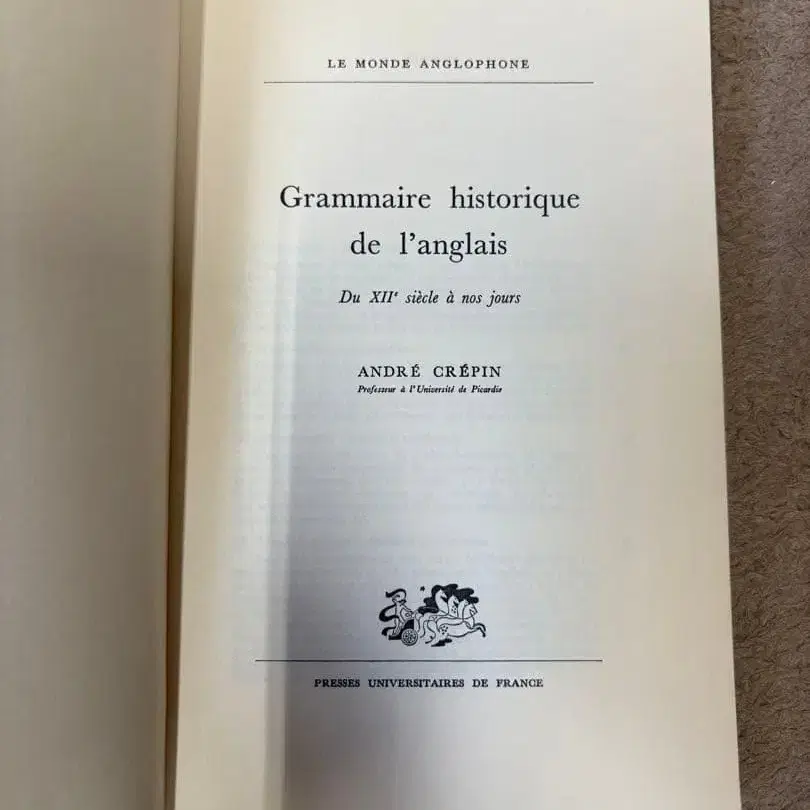 LE MONDE ANGLOPHONE
Grammaire historique
de l'anglais
Du XIIᵉ siècle à nos jours
ANDRÉ CRÉPIN
Professeur à l'Université de Picardie
PRESSES UNIVERSITAIRES DE FRANCE